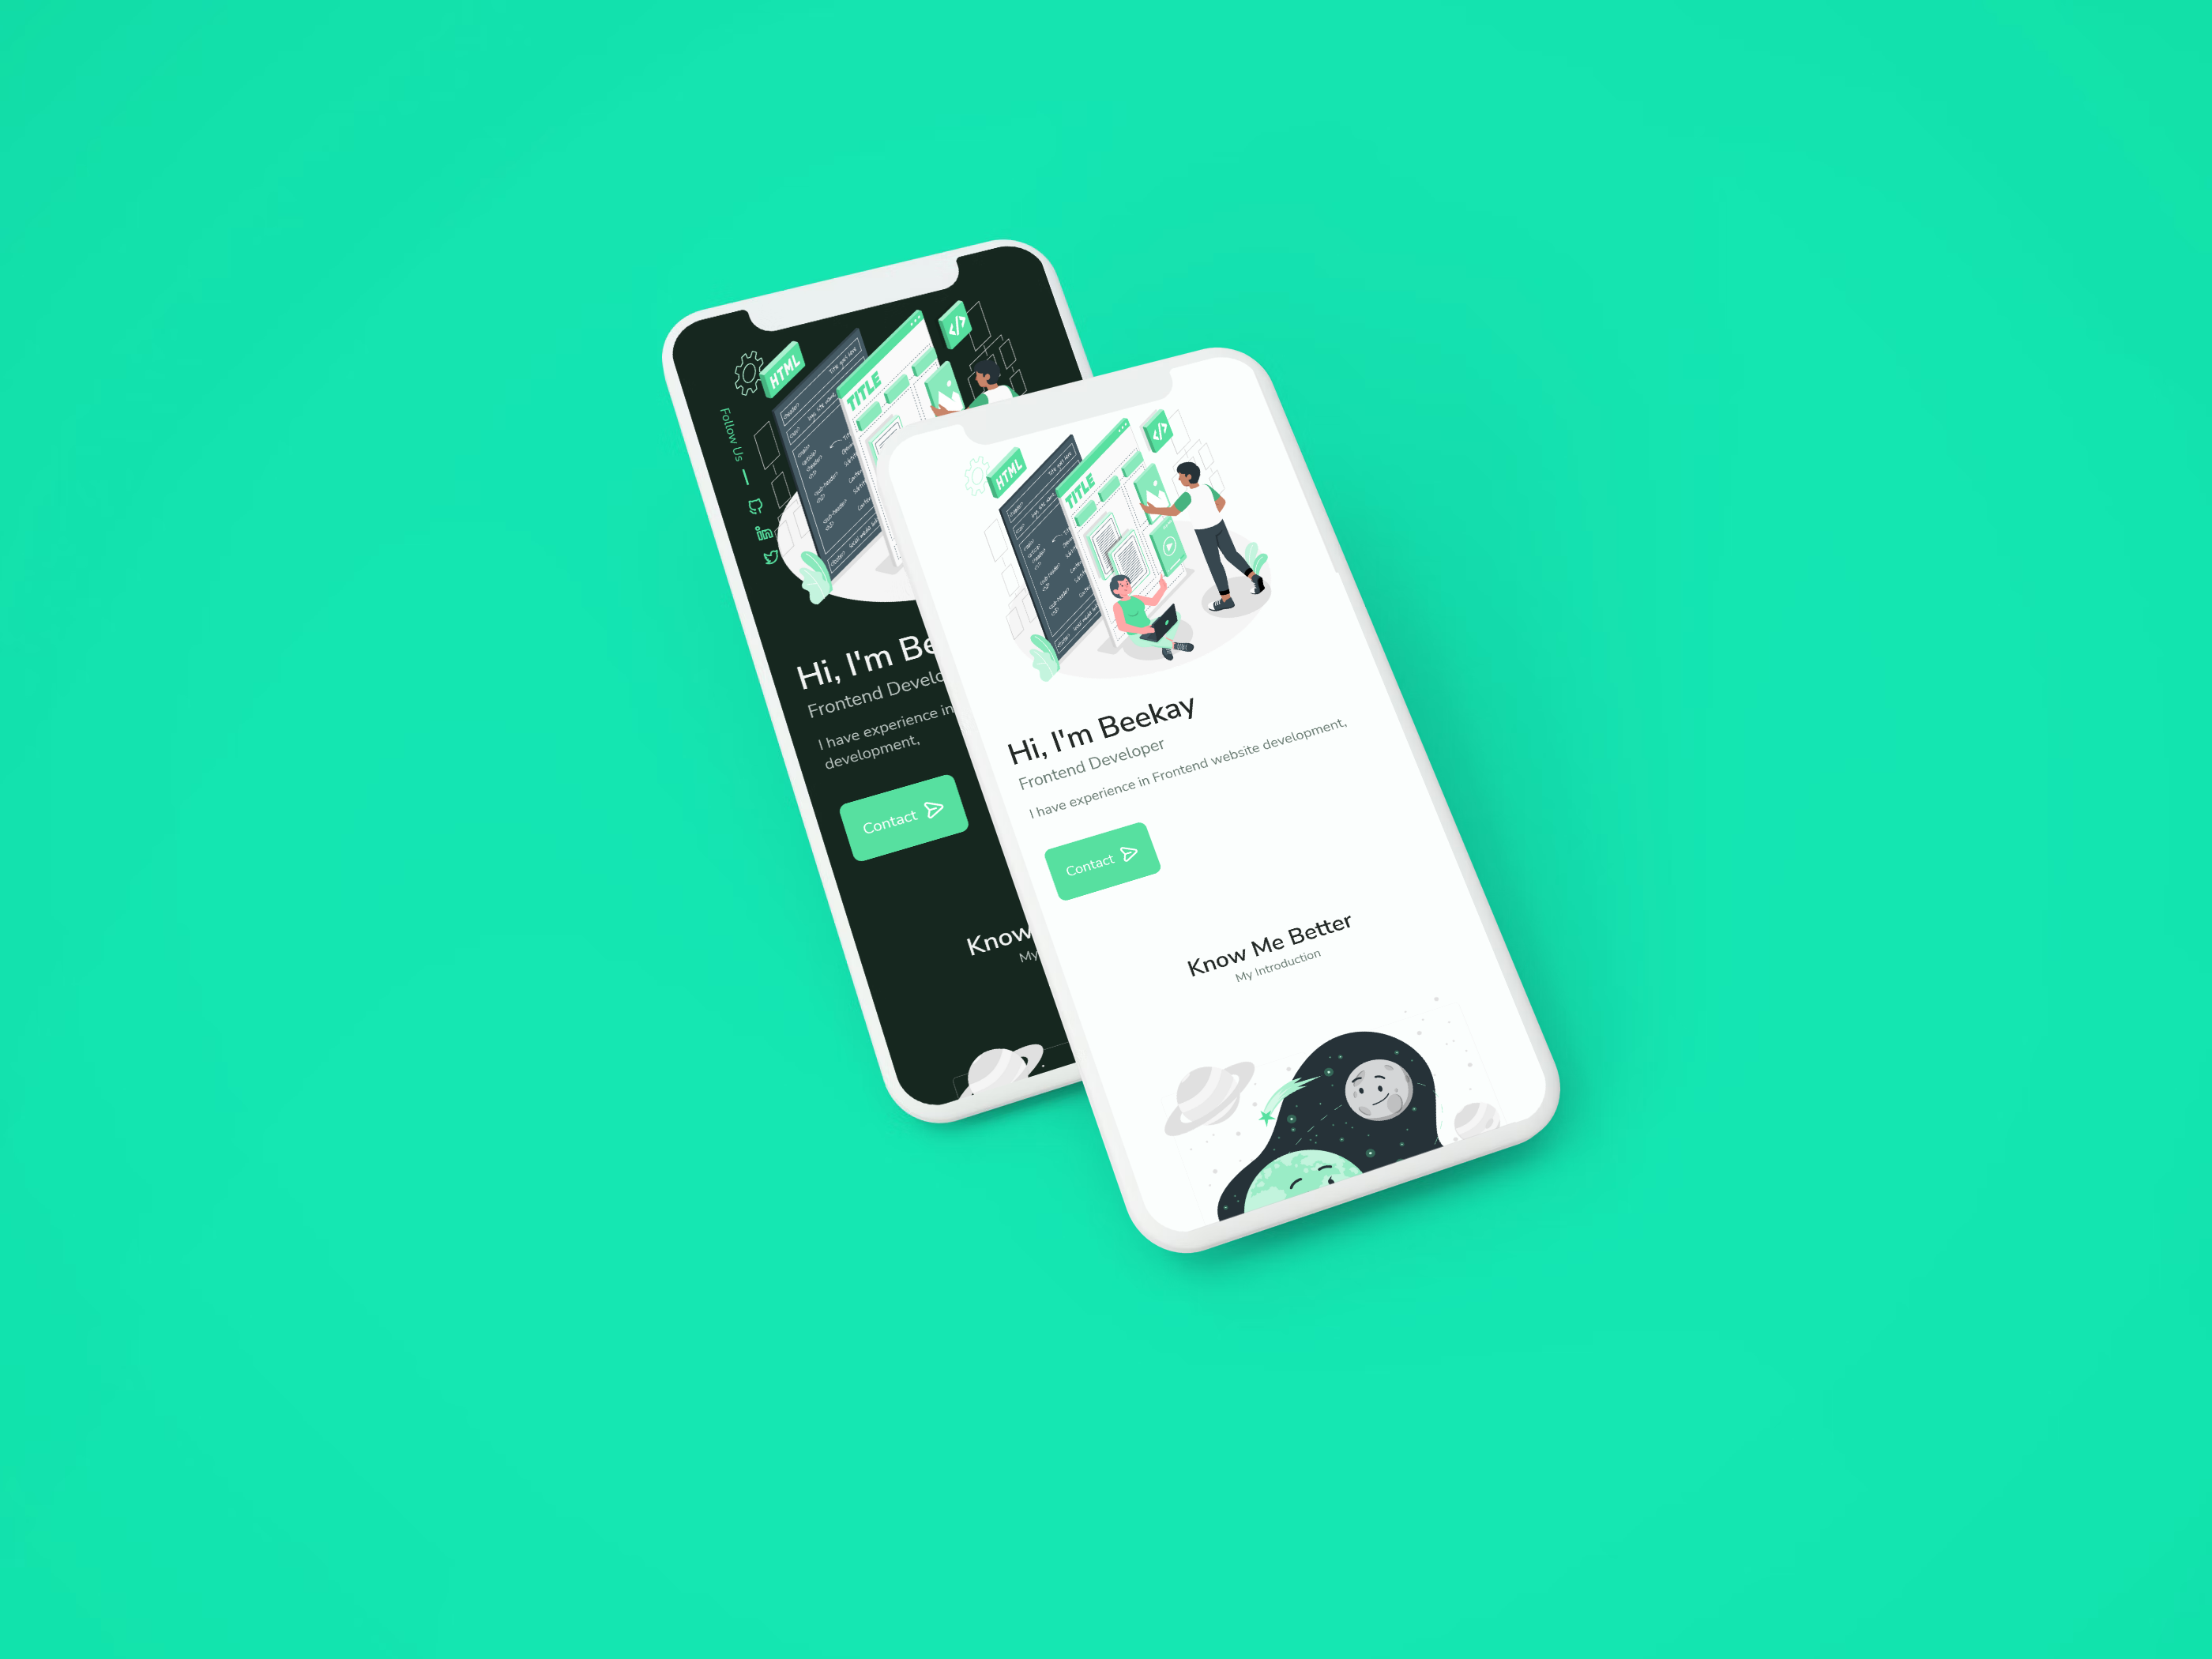 Follow Us
HTML
TITLE
</>
Hi, I'm Be
Frontend Develo
I have experience in
development,
Contact
Know
My
HTML
TITLE
</>
Hi, I'm Beekay
Frontend Developer
I have experience in Frontend website development,
Contact
Know Me Better
My Introduction